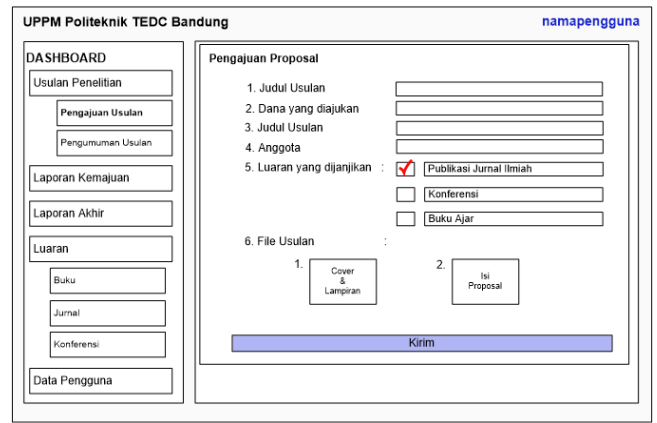 UPPM Politeknik TEDC Bandung
namapengguna
DASHBOARD
Usulan Penelitian
Pengajuan Usulan
Pengumuman Usulan
Laporan Kemajuan
Laporan Akhir
Luaran
Buku
Jurnal
Konferensi
Data Pengguna
Pengajuan Proposal
1. Judul Usulan
2. Dana yang diajukan
3. Judul Usulan
4. Anggota
5. Luaran yang dijanjikan :
Publikasi Jurnal Ilmiah
Konferensi
Buku Ajar
6. File Usulan :
1.
Cover
&
Lampiran
2.
Isi
Proposal
Kirim